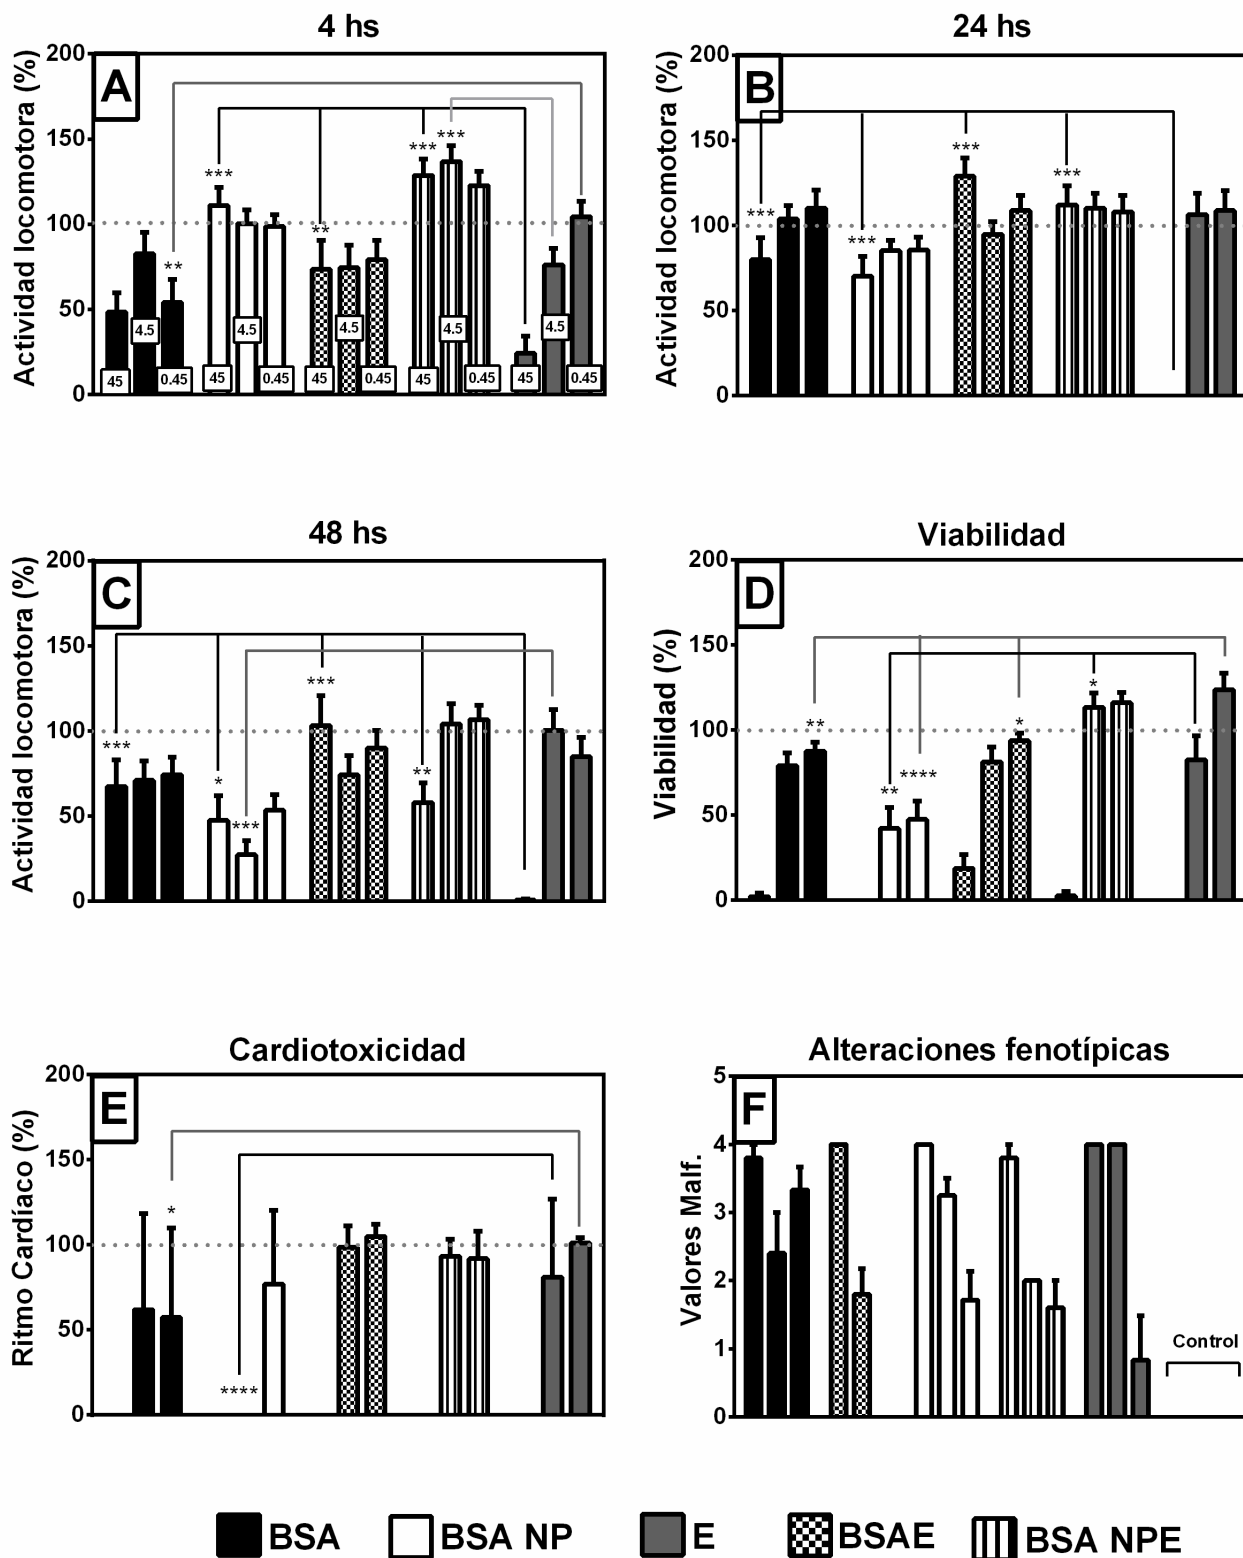 4 hs
A
Actividad locomotora (%)
200
150
100
50
0
***
**
***
***
**
***
4.5
4.5
4.5
4.5
4.5
45
0.45
45
0.45
45
0.45
45
0.45
45
0.45
24 hs
B
Actividad locomotora (%)
200
150
100
50
0
***
***
***
***
48 hs
C
Actividad locomotora (%)
200
150
100
50
0
***
*
***
***
**
Viabilidad
D
Viabilidad (%)
200
150
100
50
0
**
**
****
*
*
Cardiotoxicidad
E
Ritmo Cardíaco (%)
200
150
100
50
0
*
****
Alteraciones fenotípicas
F
Valores Malf.
5
4
3
2
1
0
Control
BSA
BSA NP
E
BSAE
BSA NPE